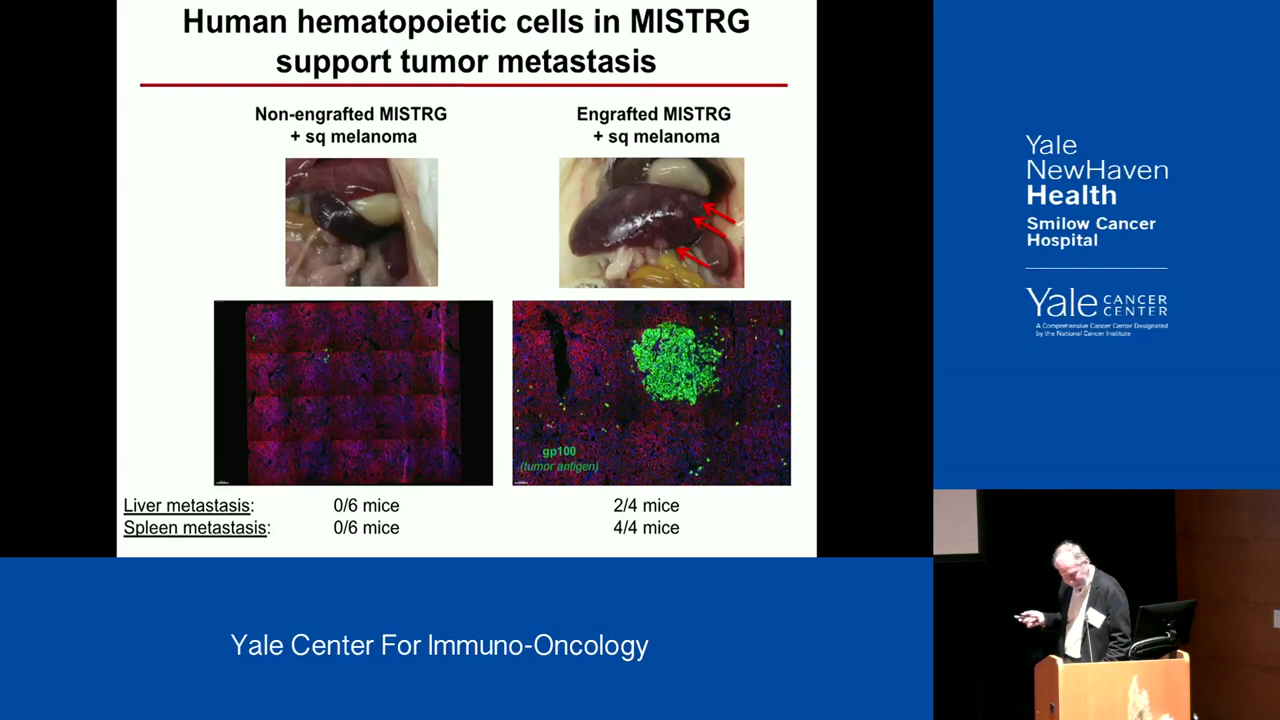 Human hematopoietic cells in MISTRG
support tumor metastasis
Non-engrafted MISTRG
+ sq melanoma
Engrafted MISTRG
+ sq melanoma
gp100
(tumor antigen)
Liver metastasis: 0/6 mice 2/4 mice
Spleen metastasis: 0/6 mice 4/4 mice
Yale
NewHaven
Health
Smilow Cancer
Hospital
Yale CANCER
CENTER
A Comprehensive Cancer Center Designated
by the National Cancer Institute
Yale Center For Immuno-Oncology